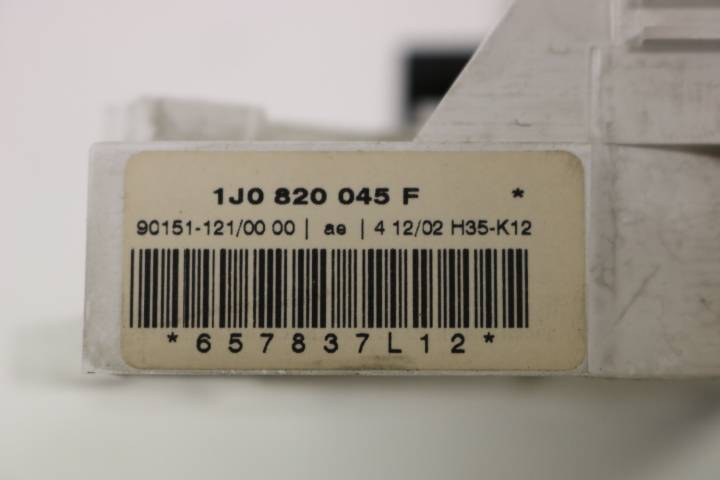 1J0 820 045 F *
90151-121/00 00 | ae | 4 12/02 H35-K12
*657837L12*